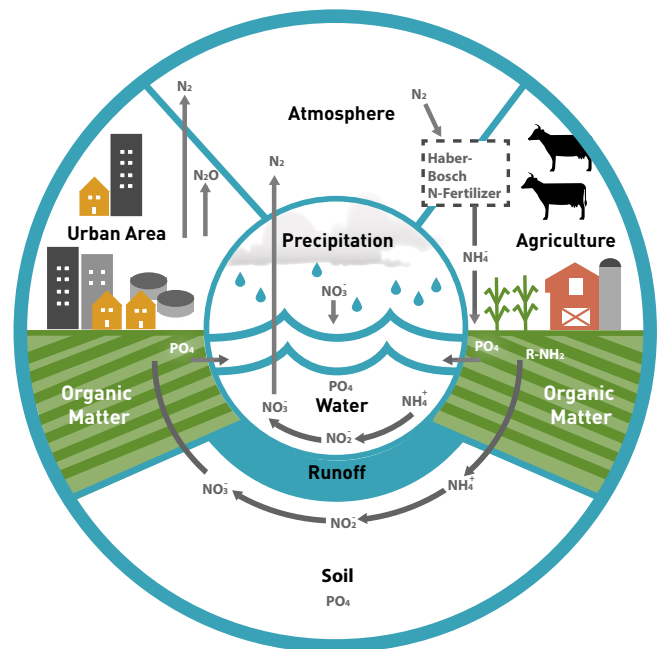 N₂
Atmosphere
N₂
N₂
N₂O
Haber-
Bosch
N-Fertilizer
Urban Area
Precipitation
Agriculture
NH₄⁻
NO₃⁻
PO₄
PO₄
R-NH₂
Organic
Matter
PO₄
Organic
Matter
NO₃⁻
Water
NH₄⁺
NO₂⁻
Runoff
NO₃⁻
NH₄⁺
NO₂⁻
Soil
PO₄